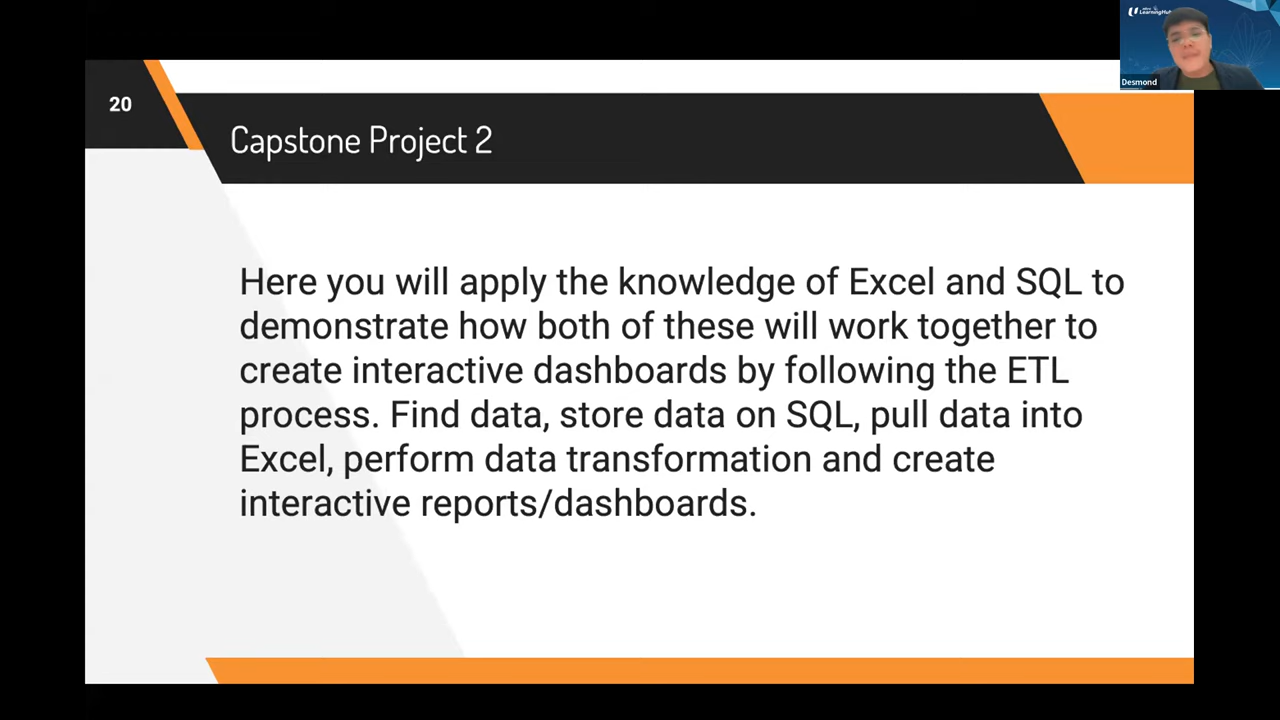 LearningHub
Desmond
20
Capstone Project 2
Here you will apply the knowledge of Excel and SQL to
demonstrate how both of these will work together to
create interactive dashboards by following the ETL
process. Find data, store data on SQL, pull data into
Excel, perform data transformation and create
interactive reports/dashboards.